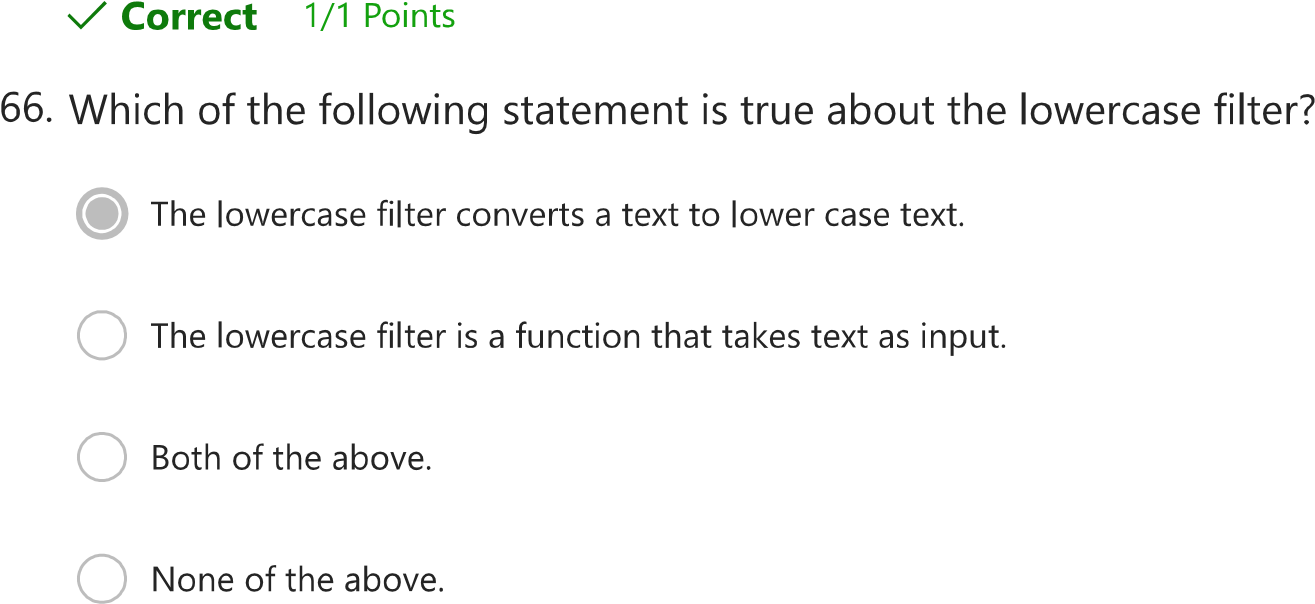 Correct 1/1 Points
66. Which of the following statement is true about the lowercase filter?
The lowercase filter converts a text to lower case text.
The lowercase filter is a function that takes text as input.
Both of the above.
None of the above.